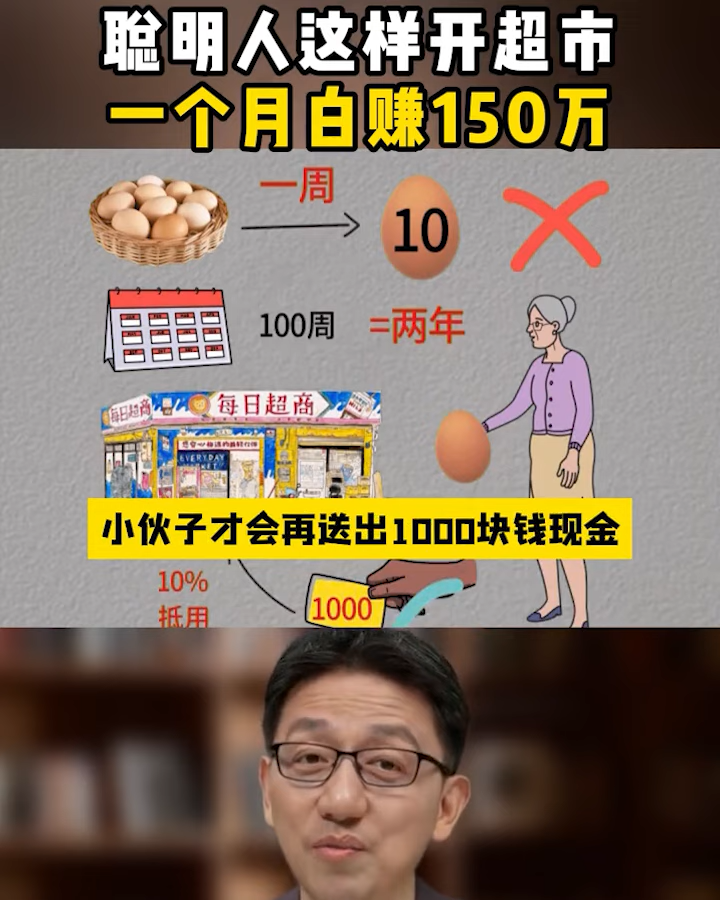 聪明人这样开超市
一个月白赚150万
一周
10
100周 =两年
每日超商
每日超商
EVERYDAY
小伙子才会再送出1000块钱现金
10%
抵用
1000